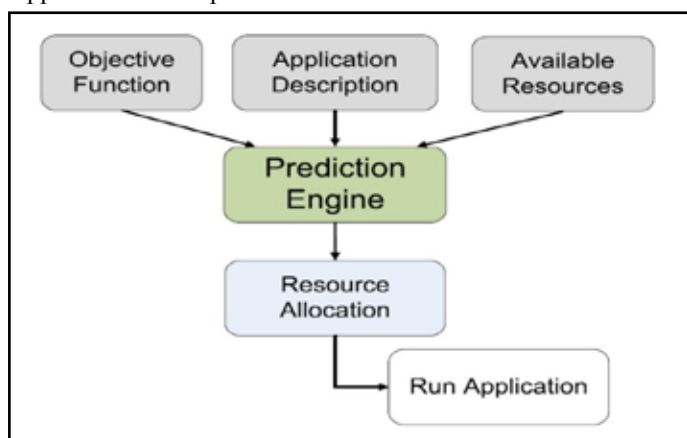 Objective
Function
Application
Description
Available
Resources
Prediction
Engine
Resource
Allocation
Run Application